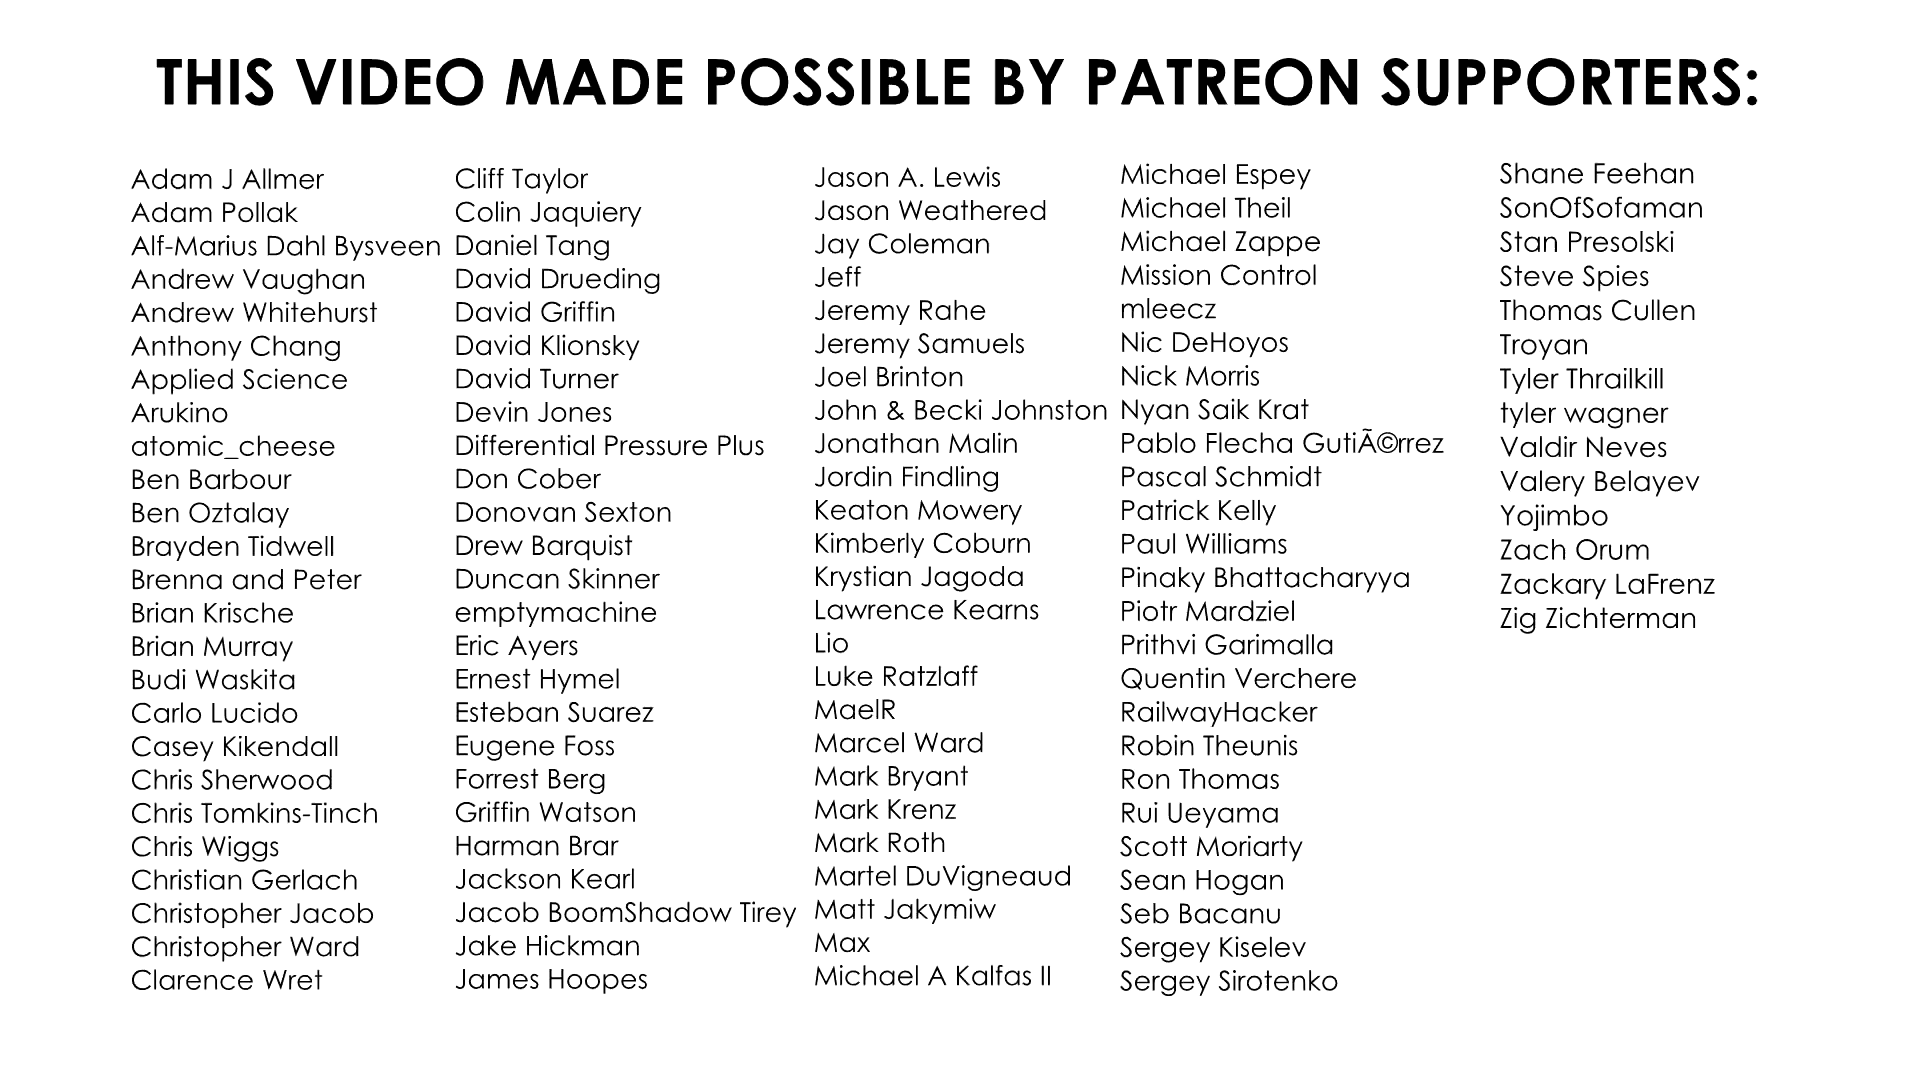 THIS VIDEO MADE POSSIBLE BY PATREON SUPPORTERS:
Adam J Allmer
Adam Pollak
Alf-Marius Dahl Bysveen
Andrew Vaughan
Andrew Whitehurst
Anthony Chang
Applied Science
Arukino
atomic_cheese
Ben Barbour
Ben Oztalay
Brayden Tidwell
Brenna and Peter
Brian Krische
Brian Murray
Budi Waskita
Carlo Lucido
Casey Kikendall
Chris Sherwood
Chris Tomkins-Tinch
Chris Wiggs
Christian Gerlach
Christopher Jacob
Christopher Ward
Clarence Wret
Cliff Taylor
Colin Jaquiery
Daniel Tang
David Drueding
David Griffin
David Klionsky
David Turner
Devin Jones
Differential Pressure Plus
Don Cober
Donovan Sexton
Drew Barquist
Duncan Skinner
emptymachine
Eric Ayers
Ernest Hymel
Esteban Suarez
Eugene Foss
Forrest Berg
Griffin Watson
Harman Brar
Jackson Kearl
Jacob BoomShadow Tirey
Jake Hickman
James Hoopes
Jason A. Lewis
Jason Weathered
Jay Coleman
Jeff
Jeremy Rahe
Jeremy Samuels
Joel Brinton
John & Becki Johnston
Jonathan Malin
Jordin Findling
Keaton Mowery
Kimberly Coburn
Krystian Jagoda
Lawrence Kearns
Lio
Luke Ratzlaff
MaelR
Marcel Ward
Mark Bryant
Mark Krenz
Mark Roth
Martel DuVigneaud
Matt Jakymiw
Max
Michael A Kalfas II
Michael Espey
Michael Theil
Michael Zappe
Mission Control
mleecz
Nic DeHoyos
Nick Morris
Nyan Saik Krat
Pablo Flecha GutiÃ©rrez
Pascal Schmidt
Patrick Kelly
Paul Williams
Pinaky Bhattacharyya
Piotr Mardziel
Prithvi Garimalla
Quentin Verchere
RailwayHacker
Robin Theunis
Ron Thomas
Rui Ueyama
Scott Moriarty
Sean Hogan
Seb Bacanu
Sergey Kiselev
Sergey Sirotenko
Shane Feehan
SonOfSofaman
Stan Presolski
Steve Spies
Thomas Cullen
Troyan
Tyler Thrailkill
tyler wagner
Valdir Neves
Valery Belayev
Yojimbo
Zach Orum
Zackary LaFrenz
Zig Zichterman